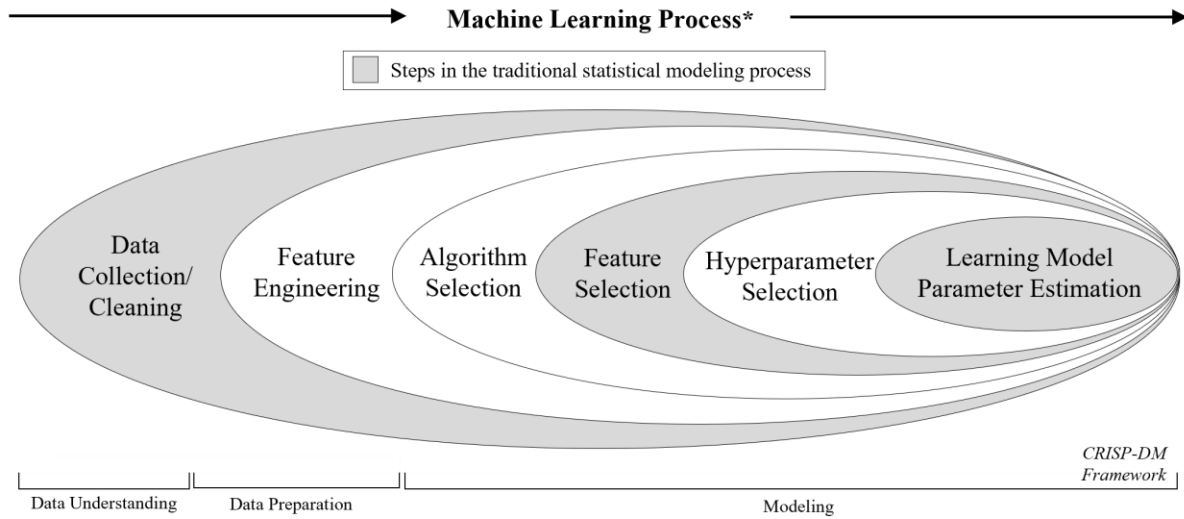 Machine Learning Process*
Steps in the traditional statistical modeling process
Data
Collection/
Cleaning
Feature
Engineering
Algorithm
Selection
Feature
Selection
Hyperparameter
Selection
Learning Model
Parameter Estimation
CRISP-DM
Framework
Data Understanding
Data Preparation
Modeling